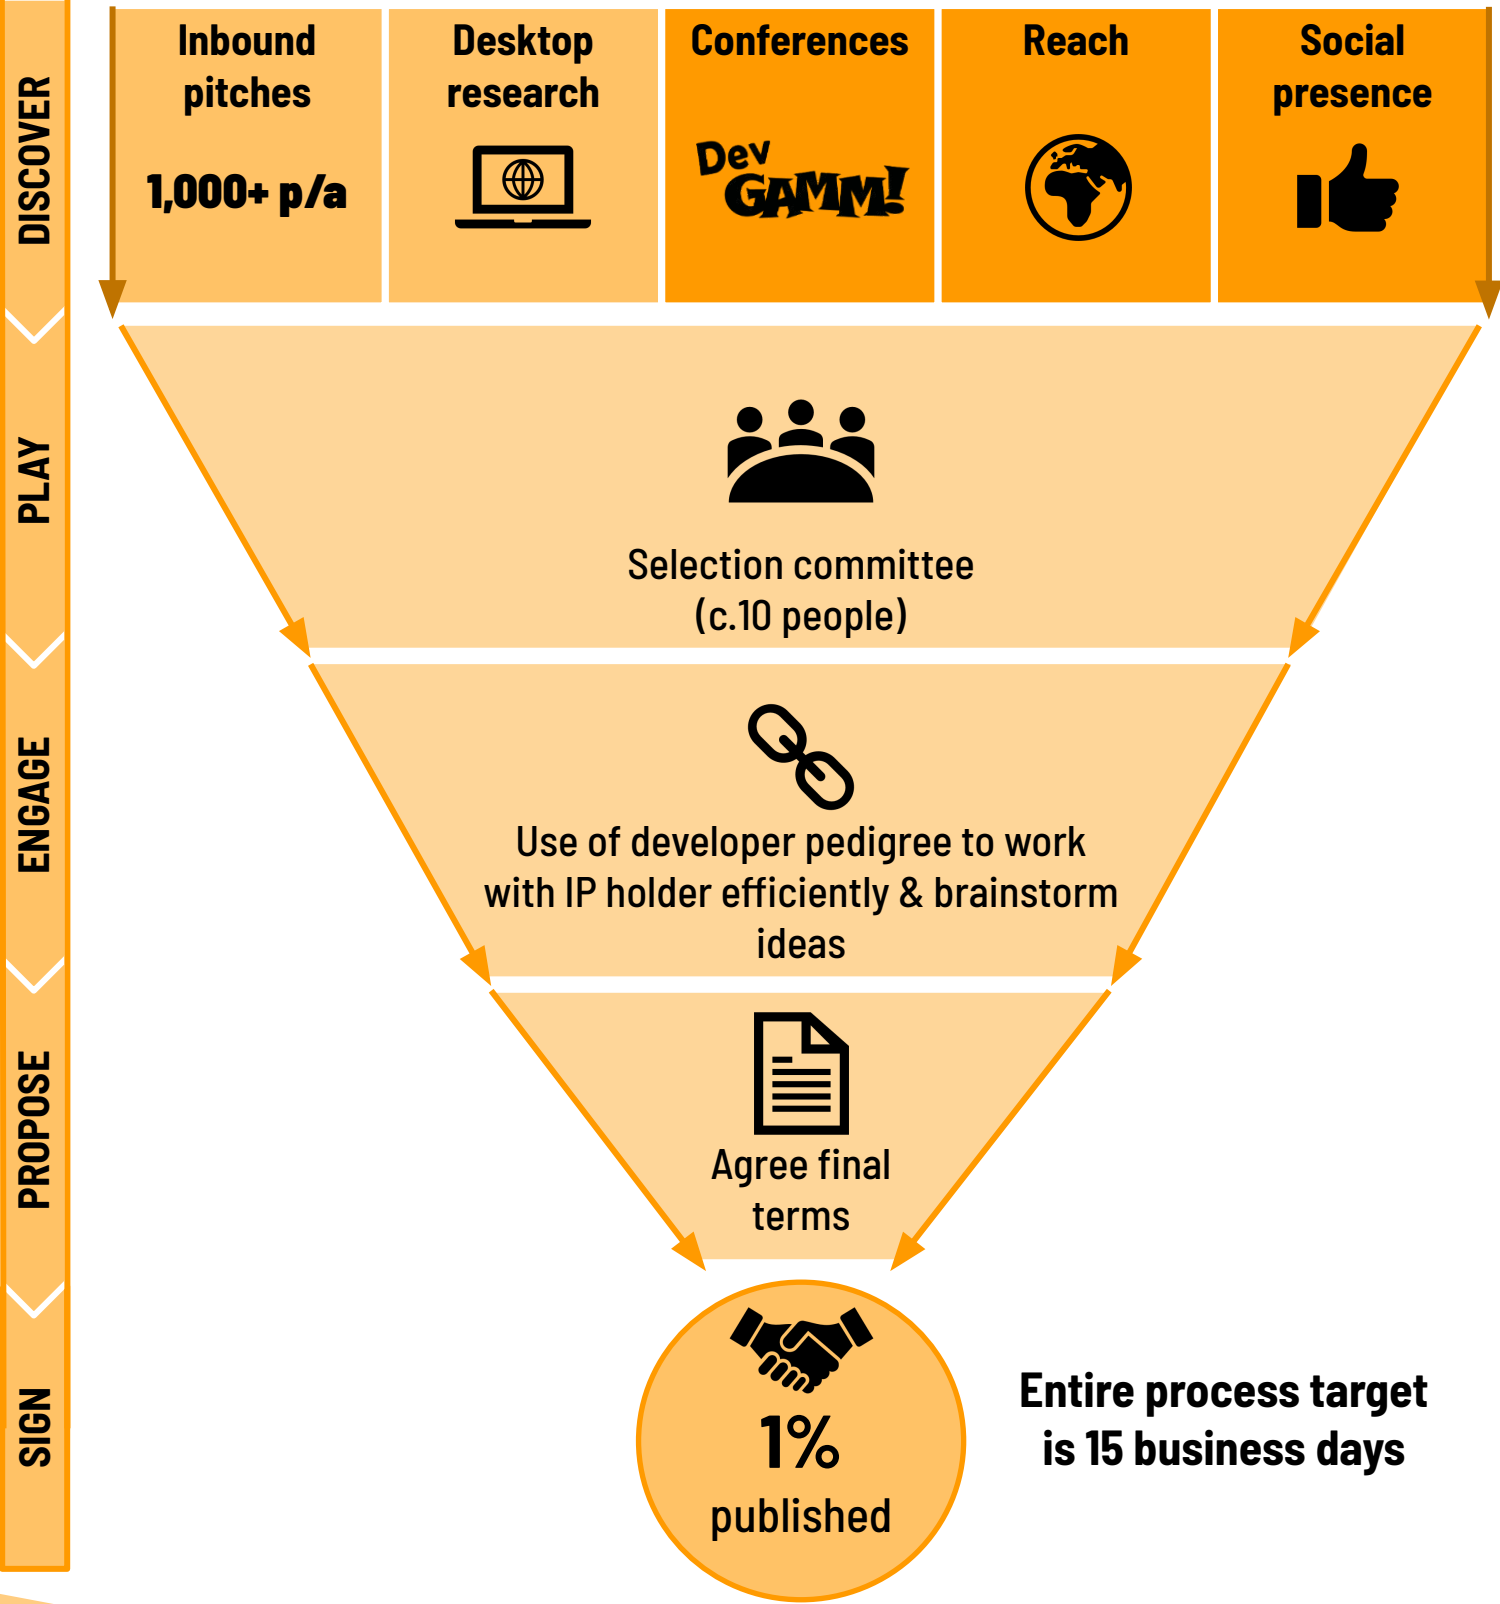 DISCOVER
Inbound
pitches
1,000+ p/a
Desktop
research
Conferences
Dev
GAMM!
Reach
Social
presence
PLAY
Selection committee
(c.10 people)
ENGAGE
Use of developer pedigree to work
with IP holder efficiently & brainstorm
ideas
PROPOSE
Agree final
terms
SIGN
1%
published
Entire process target
is 15 business days